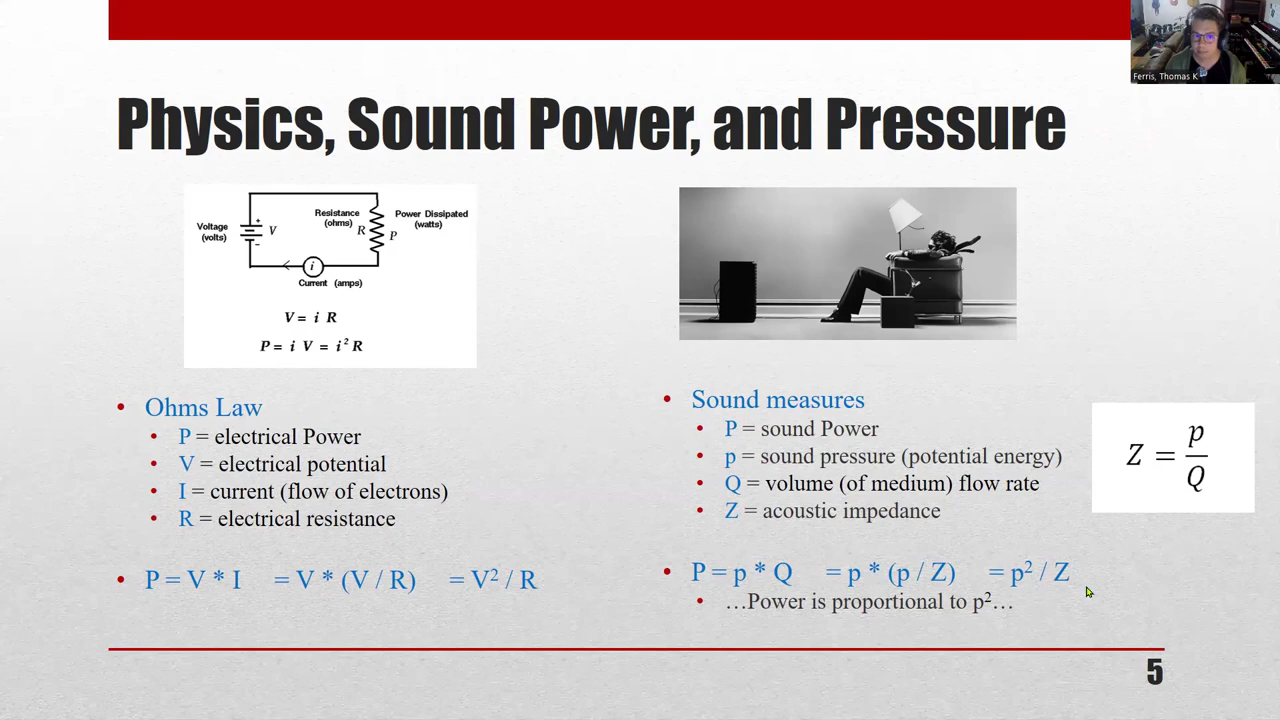 Ferris, Thomas K
Physics, Sound Power, and Pressure
Voltage
(volts)
+
V
−
Resistance
(ohms)
R
Power Dissipated
(watts)
P
i
Current (amps)
V = i R
P = i V = i² R
• Ohms Law
• P = electrical Power
• V = electrical potential
• I = current (flow of electrons)
• R = electrical resistance
• P = V * I = V * (V / R) = V² / R
• Sound measures
• P = sound Power
• p = sound pressure (potential energy)
• Q = volume (of medium) flow rate
• Z = acoustic impedance
Z = p / Q
• P = p * Q = p * (p / Z) = p² / Z
• …Power is proportional to p²…
5